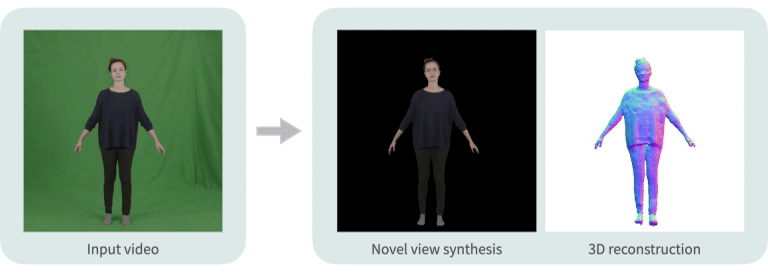 Input video
Novel view synthesis
3D reconstruction